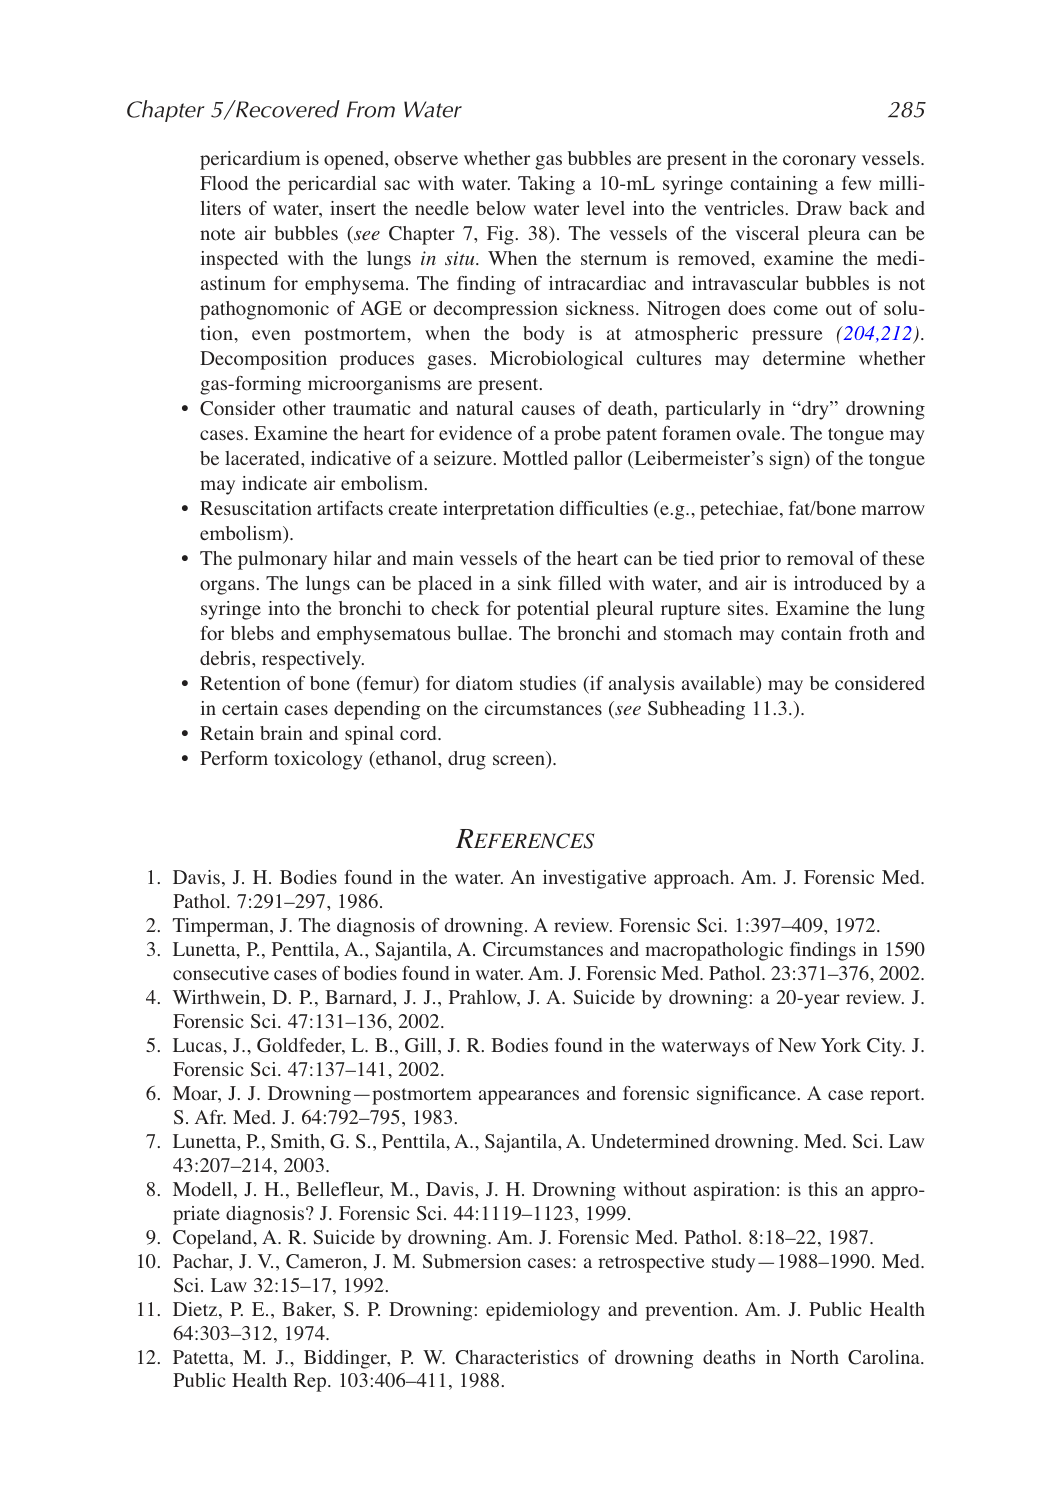 Chapter 5/Recovered From Water 285
pericardium is opened, observe whether gas bubbles are present in the coronary vessels.
Flood the pericardial sac with water. Taking a 10-mL syringe containing a few milli-
liters of water, insert the needle below water level into the ventricles. Draw back and
note air bubbles (see Chapter 7, Fig. 38). The vessels of the visceral pleura can be
inspected with the lungs in situ. When the sternum is removed, examine the medi-
astinum for emphysema. The finding of intracardiac and intravascular bubbles is not
pathognomonic of AGE or decompression sickness. Nitrogen does come out of solu-
tion, even postmortem, when the body is at atmospheric pressure (204,212).
Decomposition produces gases. Microbiological cultures may determine whether
gas-forming microorganisms are present.
• Consider other traumatic and natural causes of death, particularly in “dry” drowning
cases. Examine the heart for evidence of a probe patent foramen ovale. The tongue may
be lacerated, indicative of a seizure. Mottled pallor (Leibermeister’s sign) of the tongue
may indicate air embolism.
• Resuscitation artifacts create interpretation difficulties (e.g., petechiae, fat/bone marrow
embolism).
• The pulmonary hilar and main vessels of the heart can be tied prior to removal of these
organs. The lungs can be placed in a sink filled with water, and air is introduced by a
syringe into the bronchi to check for potential pleural rupture sites. Examine the lung
for blebs and emphysematous bullae. The bronchi and stomach may contain froth and
debris, respectively.
• Retention of bone (femur) for diatom studies (if analysis available) may be considered
in certain cases depending on the circumstances (see Subheading 11.3.).
• Retain brain and spinal cord.
• Perform toxicology (ethanol, drug screen).
REFERENCES
1. Davis, J. H. Bodies found in the water. An investigative approach. Am. J. Forensic Med.
Pathol. 7:291–297, 1986.
2. Timperman, J. The diagnosis of drowning. A review. Forensic Sci. 1:397–409, 1972.
3. Lunetta, P., Penttila, A., Sajantila, A. Circumstances and macropathologic findings in 1590
consecutive cases of bodies found in water. Am. J. Forensic Med. Pathol. 23:371–376, 2002.
4. Wirthwein, D. P., Barnard, J. J., Prahlow, J. A. Suicide by drowning: a 20-year review. J.
Forensic Sci. 47:131–136, 2002.
5. Lucas, J., Goldfeder, L. B., Gill, J. R. Bodies found in the waterways of New York City. J.
Forensic Sci. 47:137–141, 2002.
6. Moar, J. J. Drowning—postmortem appearances and forensic significance. A case report.
S. Afr. Med. J. 64:792–795, 1983.
7. Lunetta, P., Smith, G. S., Penttila, A., Sajantila, A. Undetermined drowning. Med. Sci. Law
43:207–214, 2003.
8. Modell, J. H., Bellefleur, M., Davis, J. H. Drowning without aspiration: is this an appro-
priate diagnosis? J. Forensic Sci. 44:1119–1123, 1999.
9. Copeland, A. R. Suicide by drowning. Am. J. Forensic Med. Pathol. 8:18–22, 1987.
10. Pachar, J. V., Cameron, J. M. Submersion cases: a retrospective study—1988–1990. Med.
Sci. Law 32:15–17, 1992.
11. Dietz, P. E., Baker, S. P. Drowning: epidemiology and prevention. Am. J. Public Health
64:303–312, 1974.
12. Patetta, M. J., Biddinger, P. W. Characteristics of drowning deaths in North Carolina.
Public Health Rep. 103:406–411, 1988.